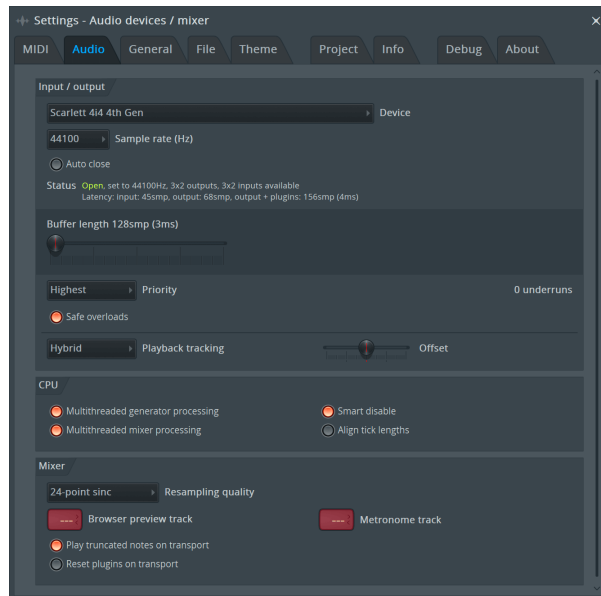 Settings - Audio devices / mixer
MIDI Audio General File Theme Project Info Debug About
Input / output
Scarlett 4i4 4th Gen Device
44100 Sample rate (Hz)
Auto close
Status Open, set to 44100Hz, 3x2 outputs, 3x2 inputs available
Latency: input: 45smp, output: 68smp, output + plugins: 156smp (4ms)
Buffer length 128smp (3ms)
Highest Priority 0 underruns
Safe overloads
Hybrid Playback tracking Offset
CPU
Multithreaded generator processing Smart disable
Multithreaded mixer processing Align tick lengths
Mixer
24-point sinc Resampling quality
--- Browser preview track --- Metronome track
Play truncated notes on transport
Reset plugins on transport